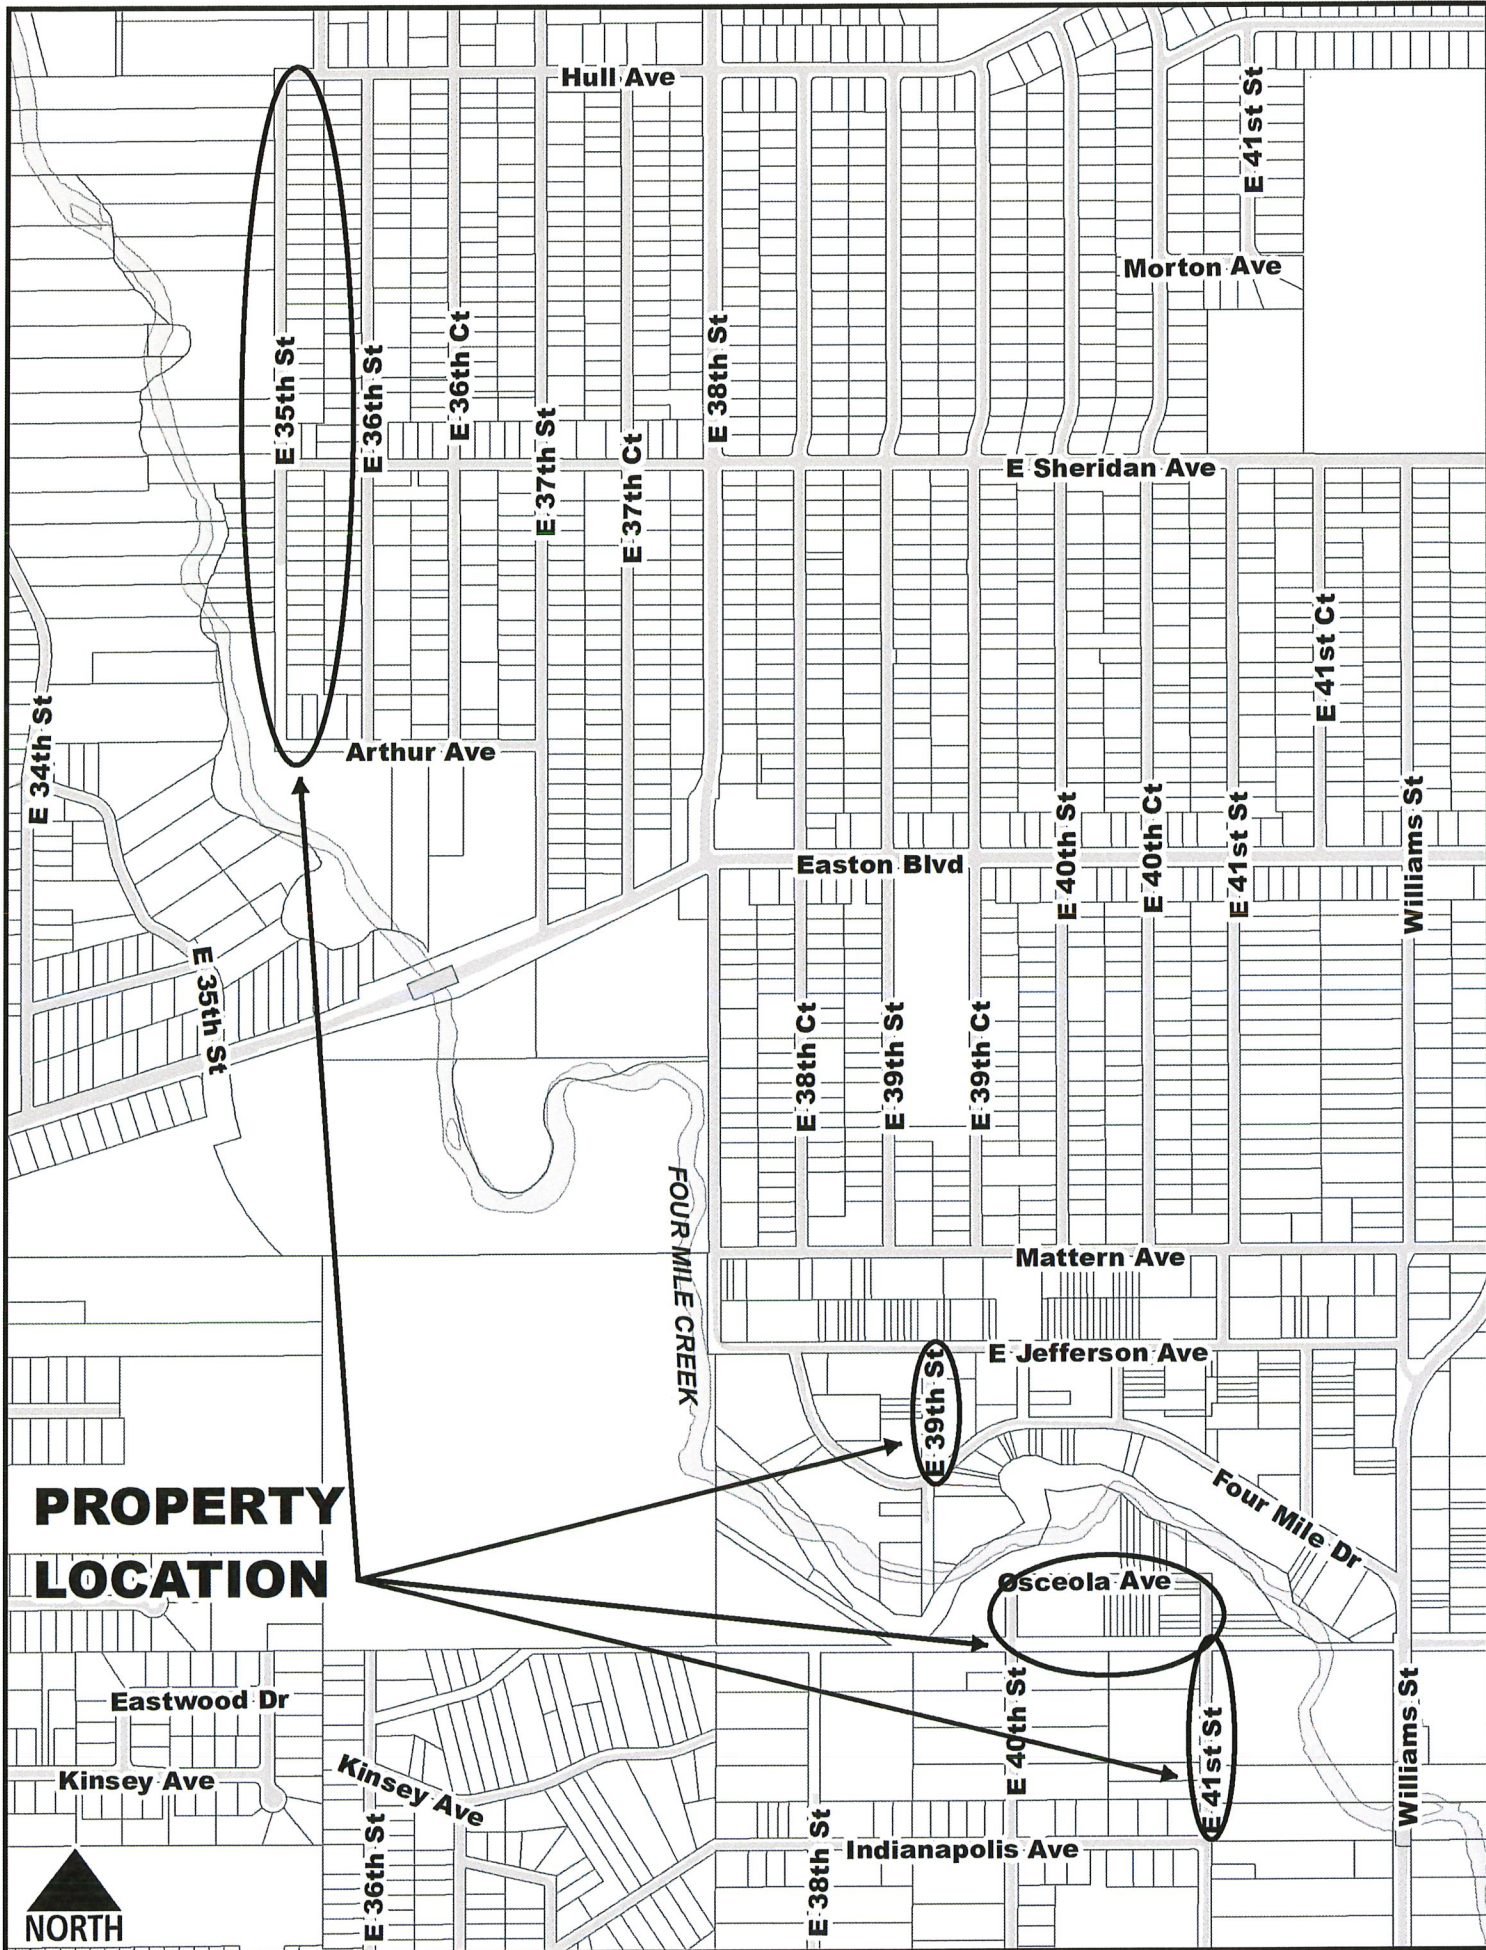 Hull Ave
E 41st St
Morton Ave
E 35th St
E 36th St
E 36th Ct
E 37th St
E 37th Ct
E 38th St
E Sheridan Ave
E 41st Ct
E 34th St
Arthur Ave
Easton Blvd
E 40th St
E 40th Ct
E 41st St
Williams St
E 35th St
E 38th Ct
E 39th St
E 39th Ct
FOUR MILE CREEK
Mattern Ave
E Jefferson Ave
E 39th St
Four Mile Dr
PROPERTY
LOCATION
Osceola Ave
Eastwood Dr
Kinsey Ave
Kinsey Ave
E 40th St
E 41st St
Williams St
E 36th St
E 38th St
Indianapolis Ave
NORTH